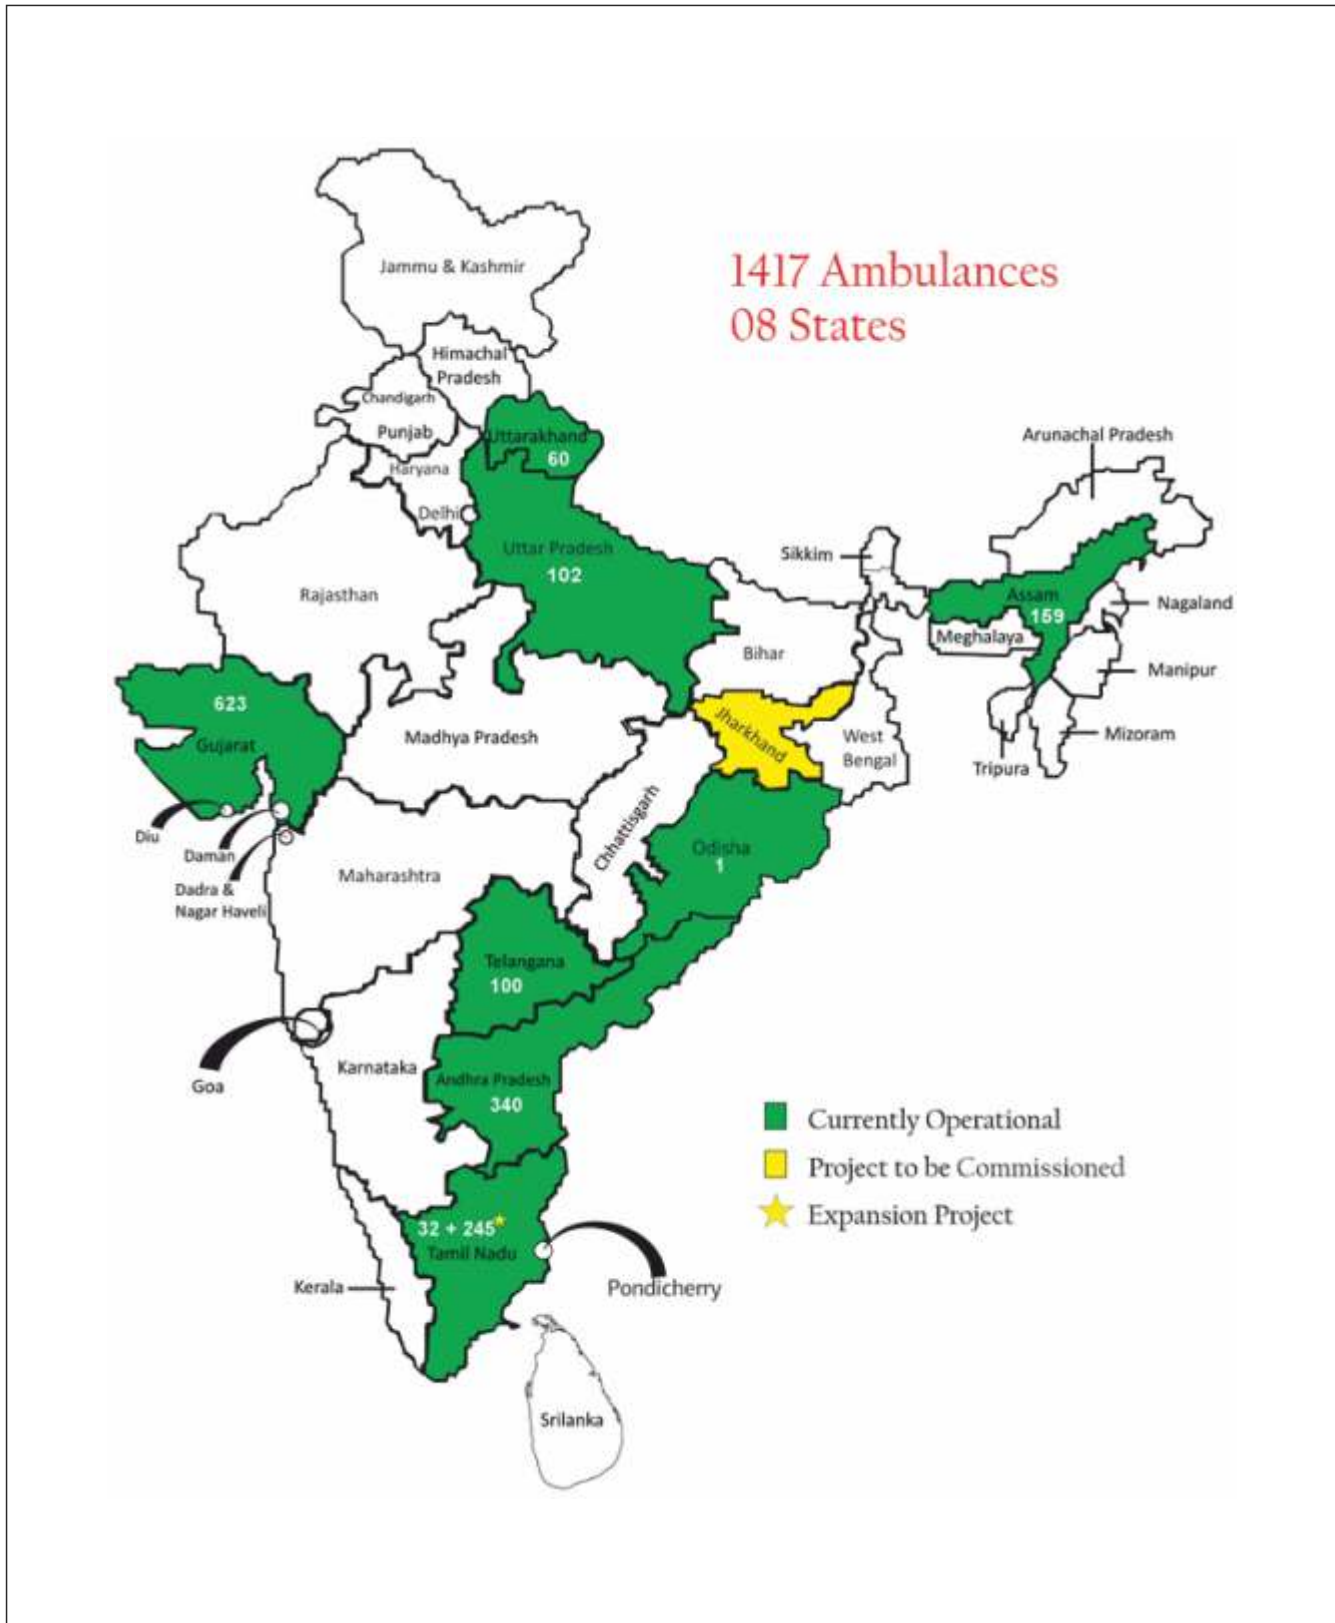 Jammu & Kashmir
1417 Ambulances
08 States
Himachal
Pradesh
Chandigarh
Punjab
Uttarakhand
60
Haryana
Delhi
Arunachal Pradesh
Sikkim
Uttar Pradesh
102
Rajasthan
Assam
159
Nagaland
Meghalaya
Bihar
Manipur
623
Gujarat
Madhya Pradesh
Jharkhand
West
Bengal
Mizoram
Tripura
Chhattisgarh
Diu
Daman
Dadra &
Nagar Haveli
Maharashtra
Odisha
1
Telangana
100
Goa
Karnataka
Andhra Pradesh
340
Currently Operational
Project to be Commissioned
Expansion Project
32 + 245
Tamil Nadu
Kerala
Pondicherry
Srilanka